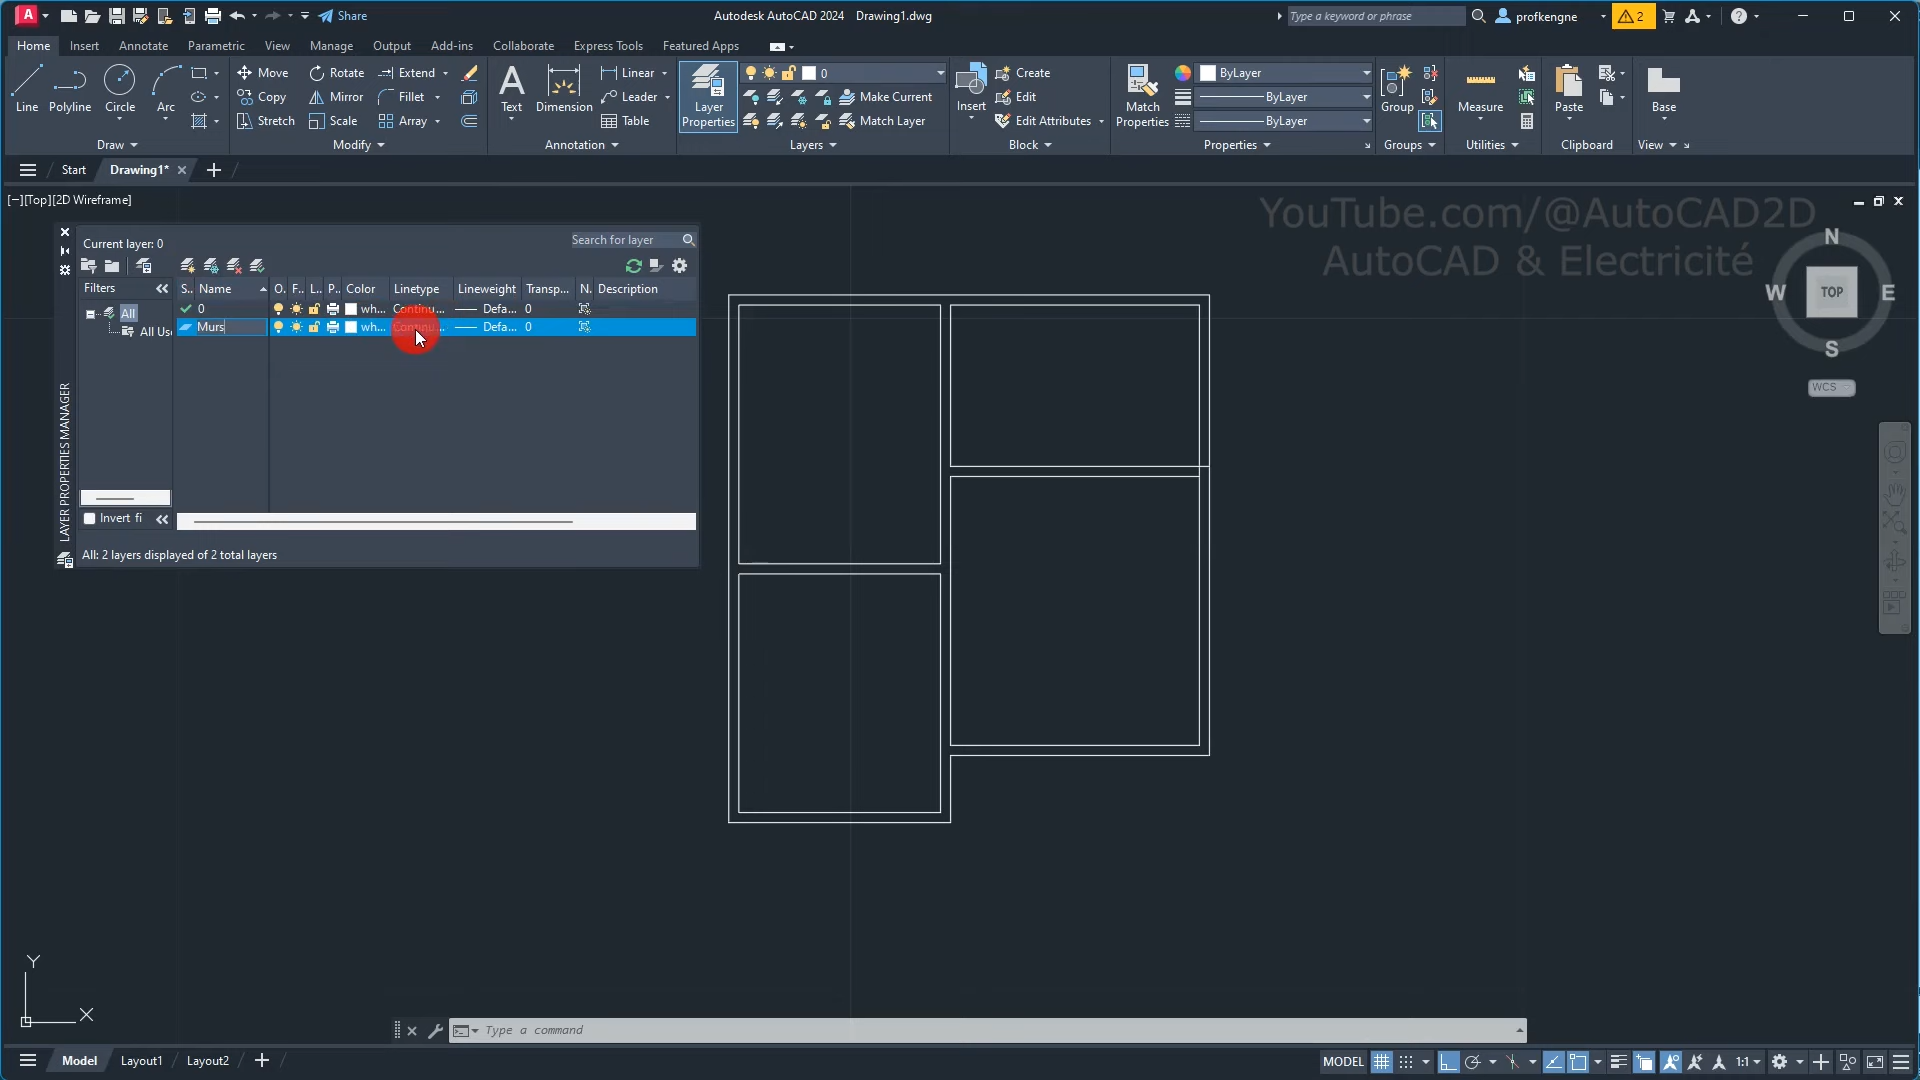 Share
Autodesk AutoCAD 2024 Drawing1.dwg
Type a keyword or phrase
profkengne
2
Home Insert Annotate Parametric View Manage Output Add-ins Collaborate Express Tools Featured Apps
Line Polyline Circle Arc
Move Rotate Extend
Copy Mirror Fillet
Stretch Scale Array
Text Dimension
Linear
Leader
Table
Layer Properties
0
Make Current
Match Layer
Insert
Create
Edit
Edit Attributes
Match Properties
ByLayer
ByLayer
ByLayer
Group Measure Paste Base
Draw Modify Annotation Layers Block Properties Groups Utilities Clipboard View
Start Drawing1*
[−][Top][2D Wireframe]
YouTube.com/@AutoCAD2D
AutoCAD & Electricité
N
W TOP E
S
WCS
Current layer: 0
Search for layer
Filters
S.. Name O. F.. L.. P.. Color Linetype Lineweight Transp... N. Description
All
0 wh... Continu... Defa... 0
All Us
Murs wh... Continu... Defa... 0
LAYER PROPERTIES MANAGER
Invert fi
All: 2 layers displayed of 2 total layers
Y
X
Type a command
Model Layout1 Layout2
MODEL 1:1